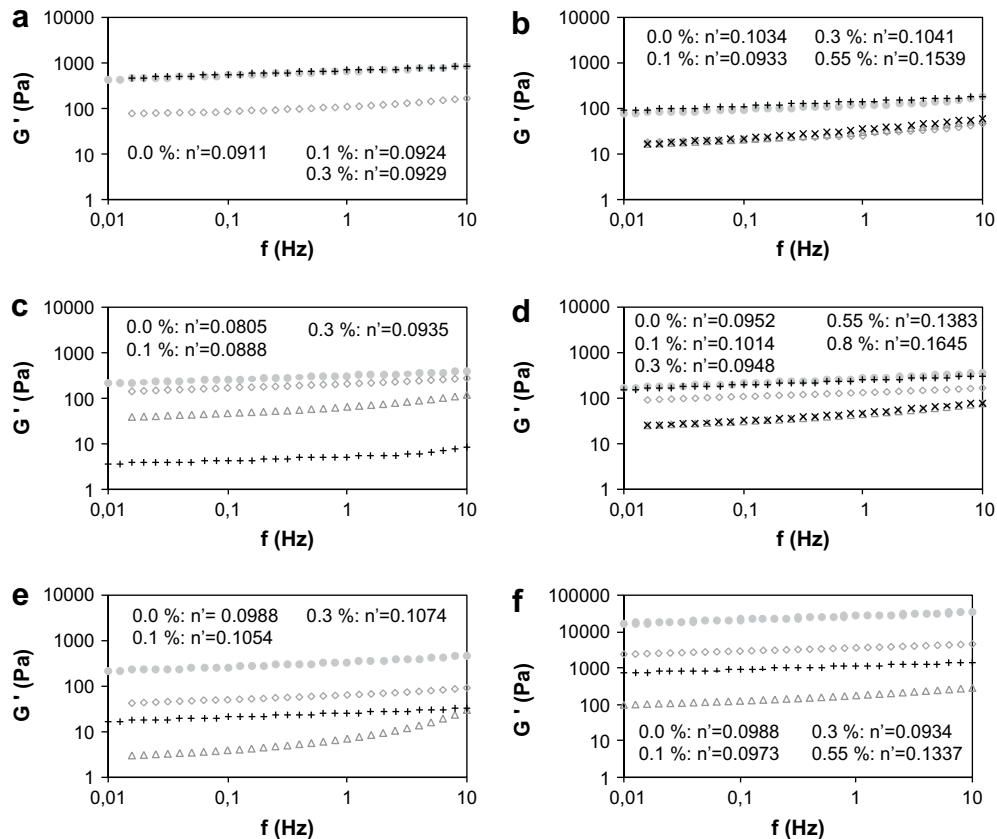 a
G ' (Pa)
10000
1000
100
10
1
0.0 %: n'=0.0911 0.1 %: n'=0.0924
0.3 %: n'=0.0929
0,01 0,1 1 10
f (Hz)
b
G ' (Pa)
100000
10000
1000
100
10
1
0.0 %: n'=0.1034 0.3 %: n'=0.1041
0.1 %: n'=0.0933 0.55 %: n'=0.1539
0,01 0,1 1 10
f (Hz)
c
G ' (Pa)
10000
1000
100
10
1
0.0 %: n'=0.0805 0.3 %: n'=0.0935
0.1 %: n'=0.0888
0,01 0,1 1 10
f (Hz)
d
G ' (Pa)
10000
1000
100
10
1
0.0 %: n'=0.0952 0.55 %: n'=0.1383
0.1 %: n'=0.1014 0.8 %: n'=0.1645
0.3 %: n'=0.0948
0,01 0,1 1 10
f (Hz)
e
G ' (Pa)
10000
1000
100
10
1
0.0 %: n'= 0.0988 0.3 %: n'=0.1074
0.1 %: n'=0.1054
0,01 0,1 1 10
f (Hz)
f
G ' (Pa)
100000
10000
1000
100
10
1
0.0 %: n'=0.0988 0.3 %: n'=0.0934
0.1 %: n'=0.0973 0.55 %: n'=0.1337
0,01 0,1 1 10
f (Hz)